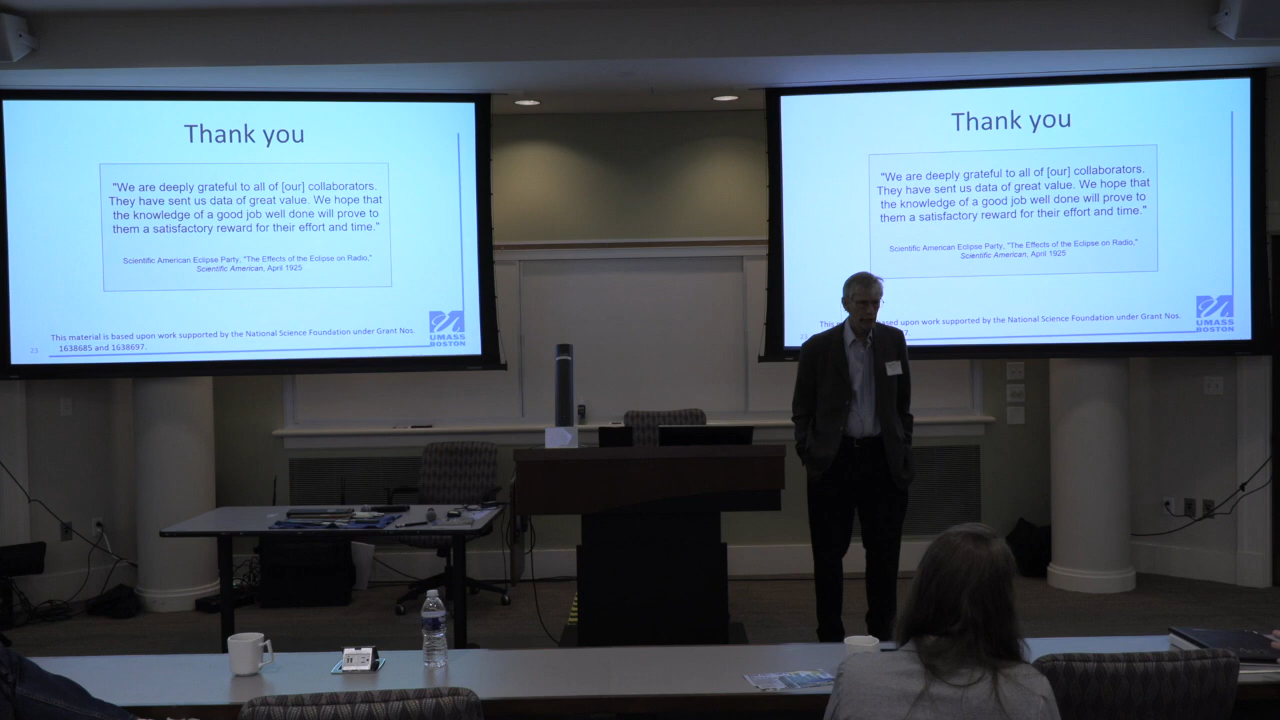 Thank you
"We are deeply grateful to all of [our] collaborators.
They have sent us data of great value. We hope that
the knowledge of a good job well done will prove to
them a satisfactory reward for their effort and time."
Scientific American Eclipse Party, "The Effects of the Eclipse on Radio,"
Scientific American, April 1925
This material is based upon work supported by the National Science Foundation under Grant Nos.
1638685 and 1638697.
23
UMASS
BOSTON
Thank you
"We are deeply grateful to all of [our] collaborators.
They have sent us data of great value. We hope that
the knowledge of a good job well done will prove to
them a satisfactory reward for their effort and time."
Scientific American Eclipse Party, "The Effects of the Eclipse on Radio,"
Scientific American, April 1925
This ased upon work supported by the National Science Foundation under Grant Nos.
UMASS
BOSTON